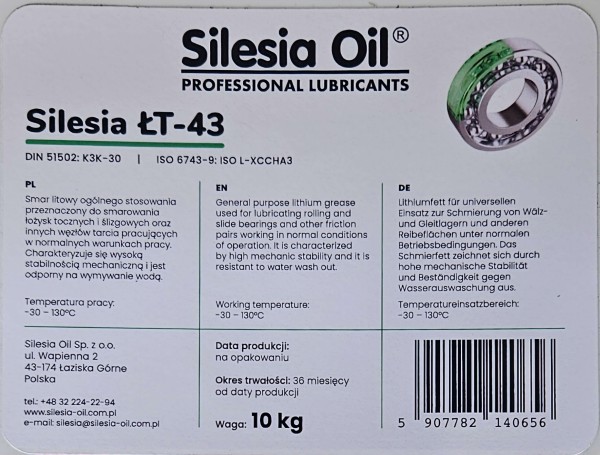 Silesia Oil®
PROFESSIONAL LUBRICANTS
Silesia ŁT-43
DIN 51502: K3K-30 | ISO 6743-9: ISO L-XCCHA3
PL
Smar litowy ogólnego stosowania
przeznaczony do smarowania
łożysk tocznych i ślizgowych oraz
innych węzłów tarcia pracujących
w normalnych warunkach pracy.
Charakteryzuje się wysoką
stabilnością mechaniczną i jest
odporny na wymywanie wodą.
Temperatura pracy:
-30 – 130°C
EN
General purpose lithium grease
used for lubricating rolling and
slide bearings and other friction
pairs working in normal conditions
of operation. It is characterized
by high mechanic stability and it is
resistant to water wash out.
Working temperature:
-30 – 130°C
DE
Lithiumfett für universellen
Einsatz zur Schmierung von Wälz-
und Gleitlagern und anderen
Reibeflächen unter normalen
Betriebsbedingungen. Das
Schmierfett zeichnet sich durch
hohe mechanische Stabilität
und Beständigkeit gegen
Wasserauswaschung aus.
Temperatureinsatzbereich:
-30 – 130°C
Silesia Oil Sp. z o.o.
ul. Wapienna 2
43-174 Łaziska Górne
Polska
tel.: +48 32 224-22-94
www.silesia-oil.com.pl
e-mail: silesia@silesia-oil.com.pl
Data produkcji:
na opakowaniu
Okres trwałości: 36 miesięcy
od daty produkcji
Waga: 10 kg
5 907782 140656